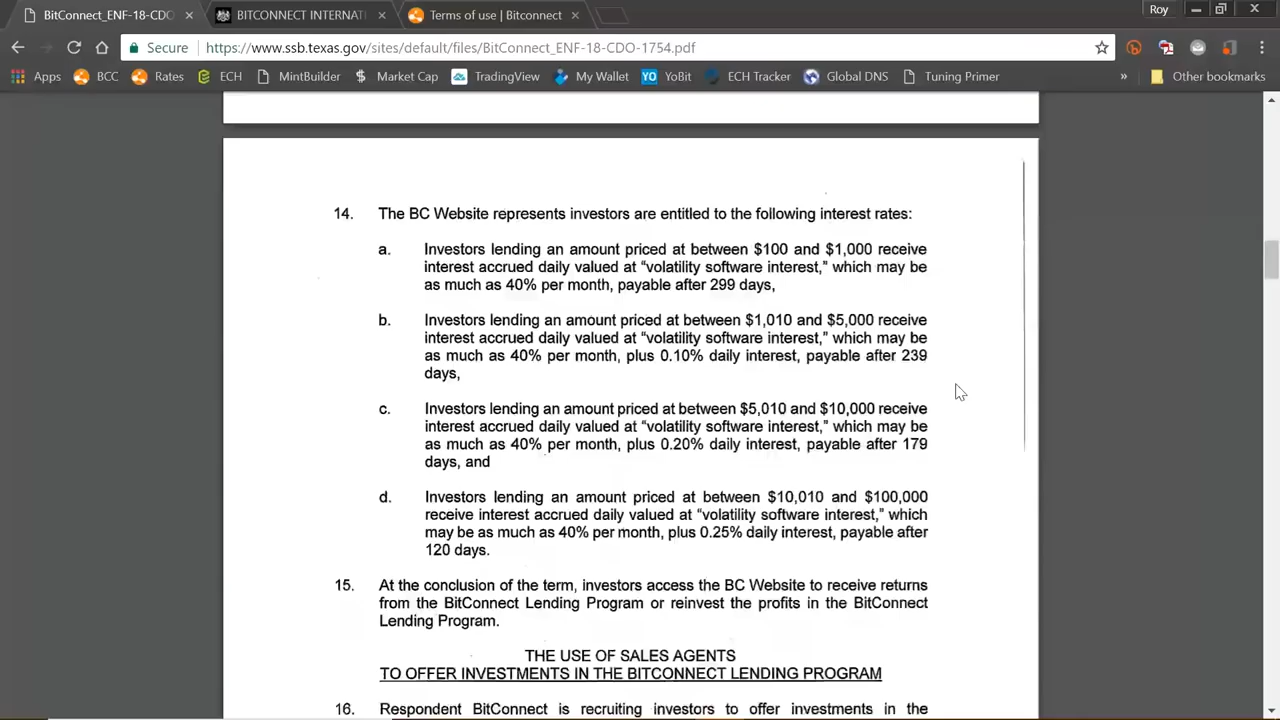 BitConnect_ENF-18-CDO
BITCONNECT INTERNATI
Terms of use | Bitconnect
Roy
Secure
https://www.ssb.texas.gov/sites/default/files/BitConnect_ENF-18-CDO-1754.pdf
Apps
BCC
Rates
ECH
MintBuilder
Market Cap
TradingView
My Wallet
YO
YoBit
ECH Tracker
Global DNS
Tuning Primer
»
Other bookmarks
14. The BC Website represents investors are entitled to the following interest rates:
a. Investors lending an amount priced at between $100 and $1,000 receive
interest accrued daily valued at “volatility software interest,” which may be
as much as 40% per month, payable after 299 days,
b. Investors lending an amount priced at between $1,010 and $5,000 receive
interest accrued daily valued at “volatility software interest,” which may be
as much as 40% per month, plus 0.10% daily interest, payable after 239
days,
c. Investors lending an amount priced at between $5,010 and $10,000 receive
interest accrued daily valued at “volatility software interest,” which may be
as much as 40% per month, plus 0.20% daily interest, payable after 179
days, and
d. Investors lending an amount priced at between $10,010 and $100,000
receive interest accrued daily valued at “volatility software interest,” which
may be as much as 40% per month, plus 0.25% daily interest, payable after
120 days.
15. At the conclusion of the term, investors access the BC Website to receive returns
from the BitConnect Lending Program or reinvest the profits in the BitConnect
Lending Program.
THE USE OF SALES AGENTS
TO OFFER INVESTMENTS IN THE BITCONNECT LENDING PROGRAM
16. Respondent BitConnect is recruiting investors to offer investments in the